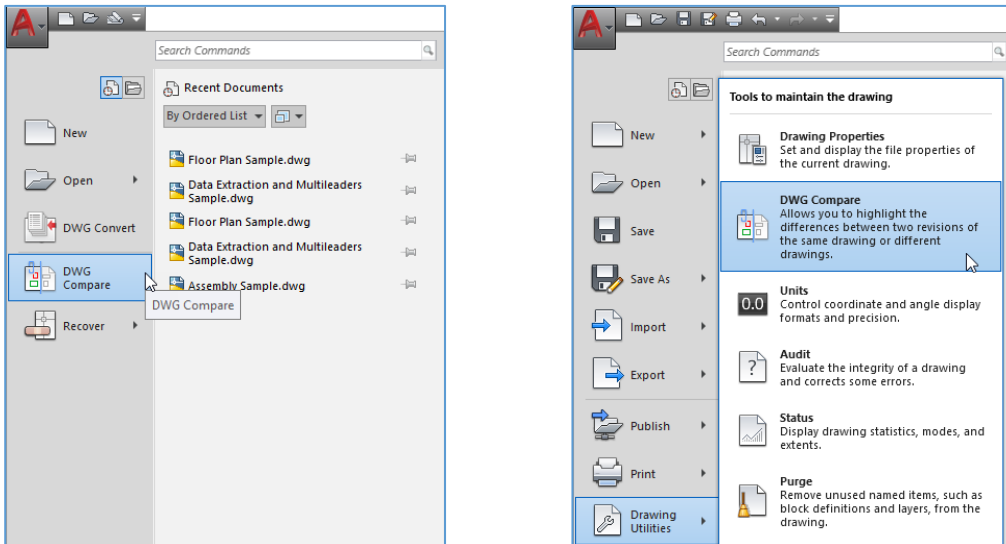 A
Search Commands
Recent Documents
By Ordered List
New
Open
DWG Convert
DWG
Compare
Recover
Floor Plan Sample.dwg
Data Extraction and Multileaders
Sample.dwg
Floor Plan Sample.dwg
Data Extraction and Multileaders
Sample.dwg
Assembly Sample.dwg
DWG Compare
A
Search Commands
New
Open
Save
Save As
Import
Export
Publish
Print
Drawing
Utilities
Tools to maintain the drawing
Drawing Properties
Set and display the file properties of
the current drawing.
DWG Compare
Allows you to highlight the
differences between two revisions of
the same drawing or different
drawings.
0.0
Units
Control coordinate and angle display
formats and precision.
?
Audit
Evaluate the integrity of a drawing
and corrects some errors.
Status
Display drawing statistics, modes, and
extents.
Purge
Remove unused named items, such as
block definitions and layers, from the
drawing.